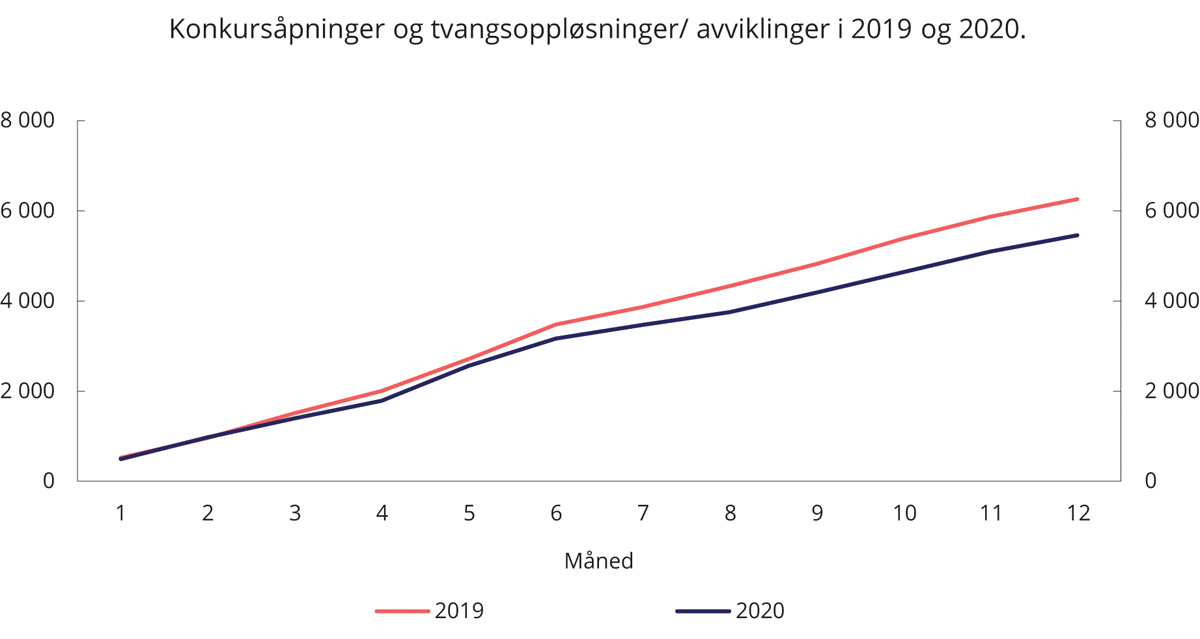 Konkursåpninger og tvangsoppløsninger/ avviklinger i 2019 og 2020.
8 000 8 000
6 000 6 000
4 000 4 000
2 000 2 000
0 0
1 2 3 4 5 6 7 8 9 10 11 12
Måned
2019 2020